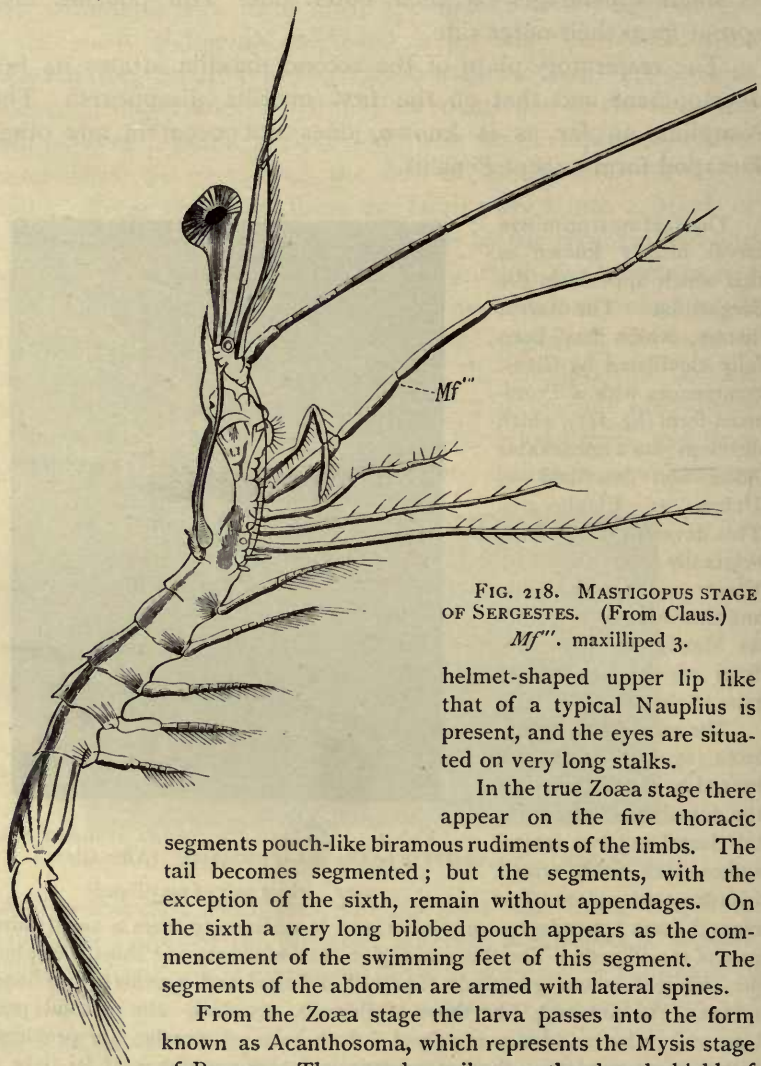 Mf'''
FIG. 218. MASTIGOPUS STAGE
OF SERGESTES. (From Claus.)
Mf'''. maxilliped 3.
helmet-shaped upper lip like
that of a typical Nauplius is
present, and the eyes are situa-
ted on very long stalks.
In the true Zoæa stage there
appear on the five thoracic
segments pouch-like biramous rudiments of the limbs. The
tail becomes segmented; but the segments, with the
exception of the sixth, remain without appendages. On
the sixth a very long bilobed pouch appears as the com-
mencement of the swimming feet of this segment. The
segments of the abdomen are armed with lateral spines.
From the Zoæa stage the larva passes into the form
known as Acanthosoma, which represents the Mysis stage